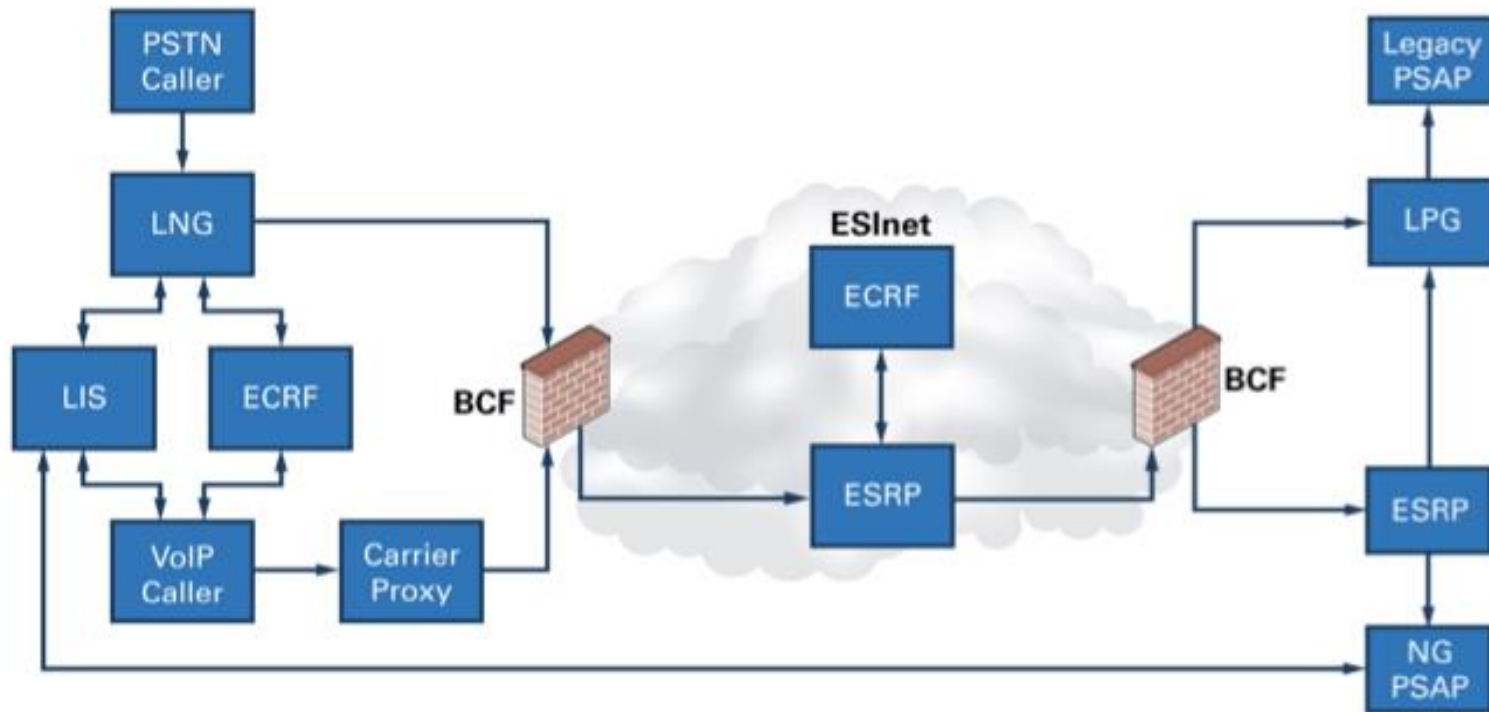 PSTN
Caller
Legacy
PSAP
LNG
LPG
ESInet
ECRF
LIS
ECRF
BCF
BCF
ESRP
ESRP
VoIP
Caller
Carrier
Proxy
NG
PSAP